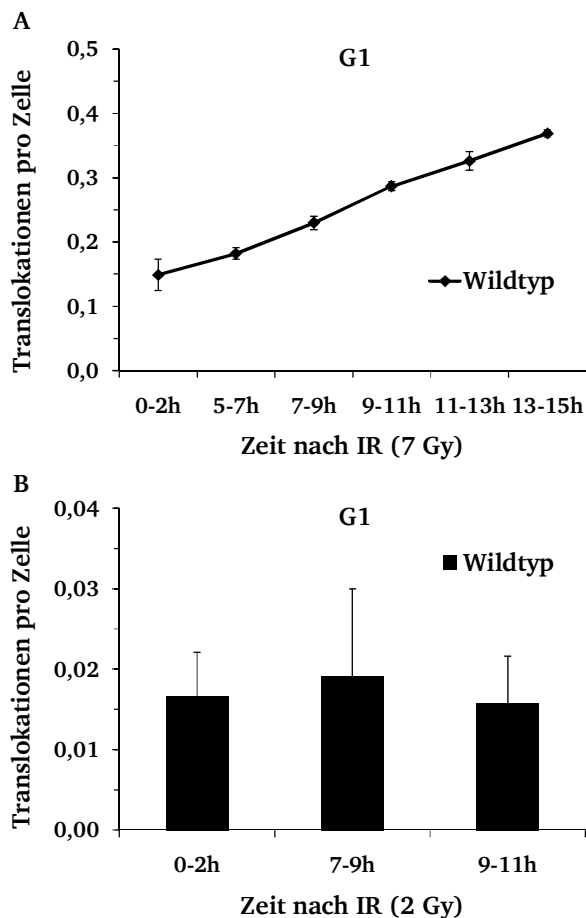 A
G1
Translokationen pro Zelle
0,5
0,4
0,3
0,2
0,1
0,0
Wildtyp
0-2h 5-7h 7-9h 9-11h 11-13h 13-15h
Zeit nach IR (7 Gy)
B
G1
Translokationen pro Zelle
0,04
0,03
0,02
0,01
0,00
Wildtyp
0-2h 7-9h 9-11h
Zeit nach IR (2 Gy)